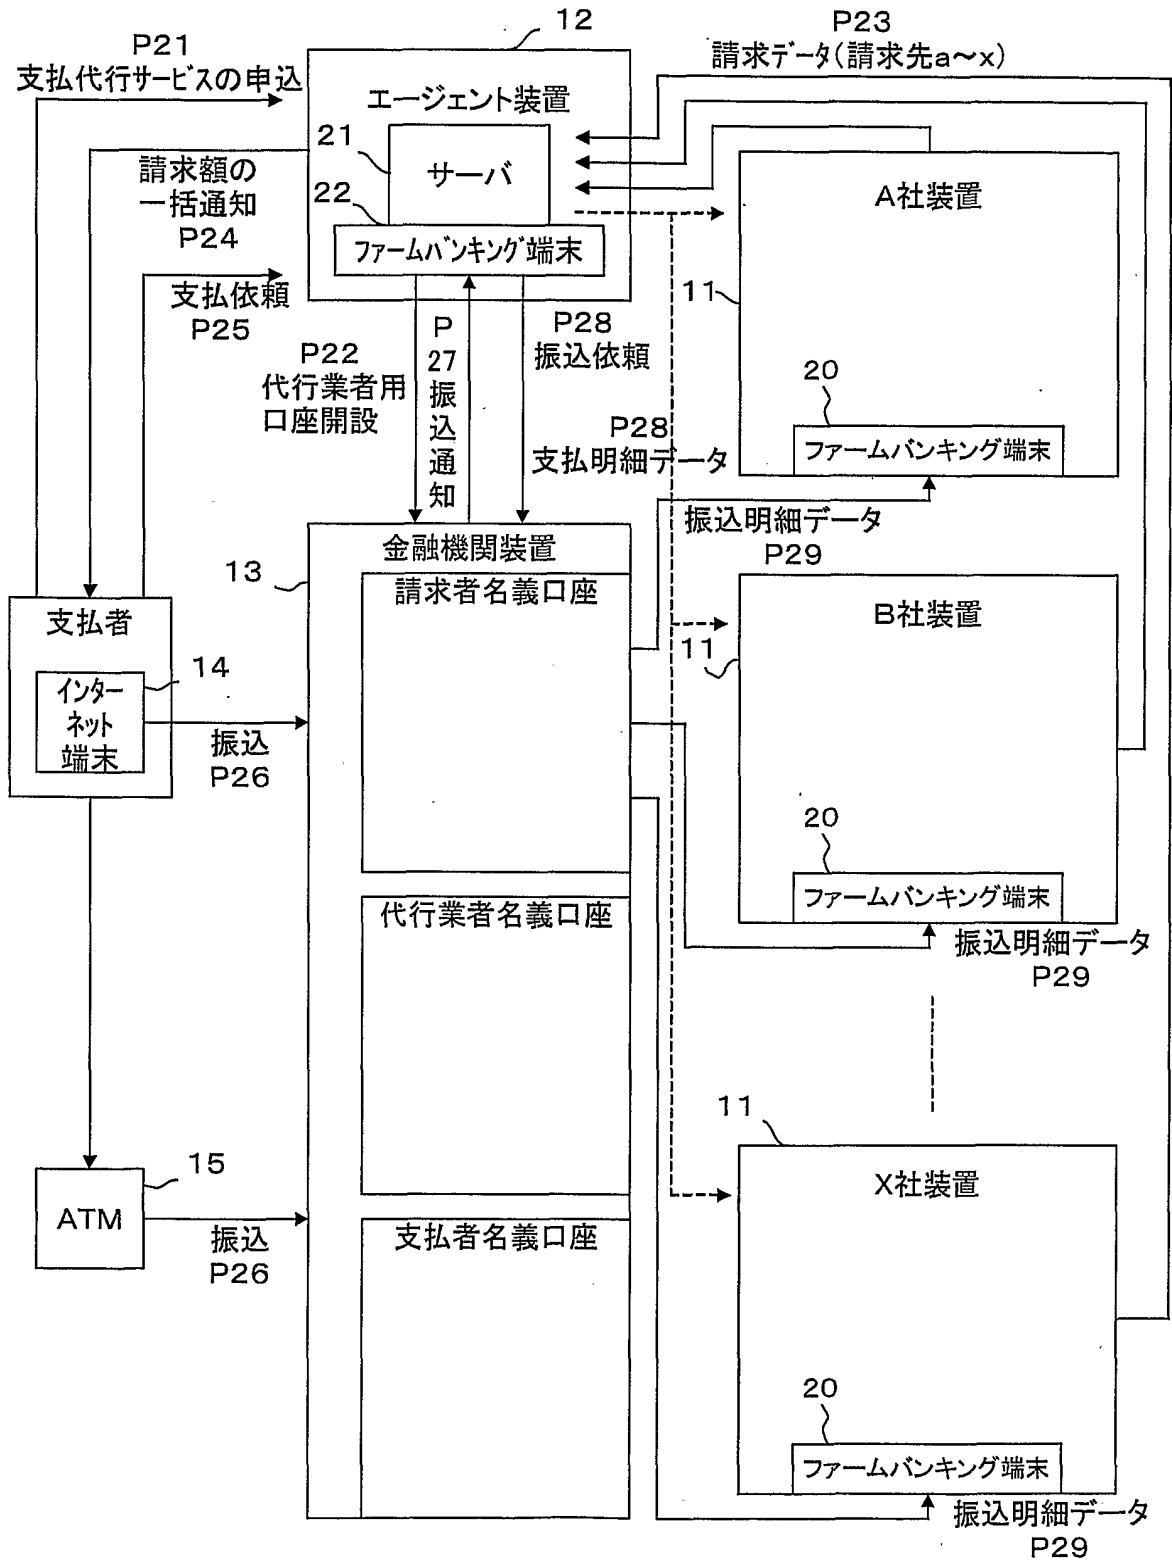 12
P21
支払代行サービスの申込
P23
請求データ(請求先a～x)
エージェント装置
21
サーバ
22
ファームバンキング端末
請求額の
一括通知
P24
支払依頼
P25
A社装置
11
20
ファームバンキング端末
P22
代行業者用
口座開設
P
27
振
込
通
知
P28
振込依頼
P28
支払明細データ
振込明細データ
P29
13
金融機関装置
請求者名義口座
支払者
14
インター
ネット
端末
振込
P26
B社装置
11
20
ファームバンキング端末
振込明細データ
P29
代行業者名義口座
15
ATM
振込
P26
支払者名義口座
11
X社装置
20
ファームバンキング端末
振込明細データ
P29